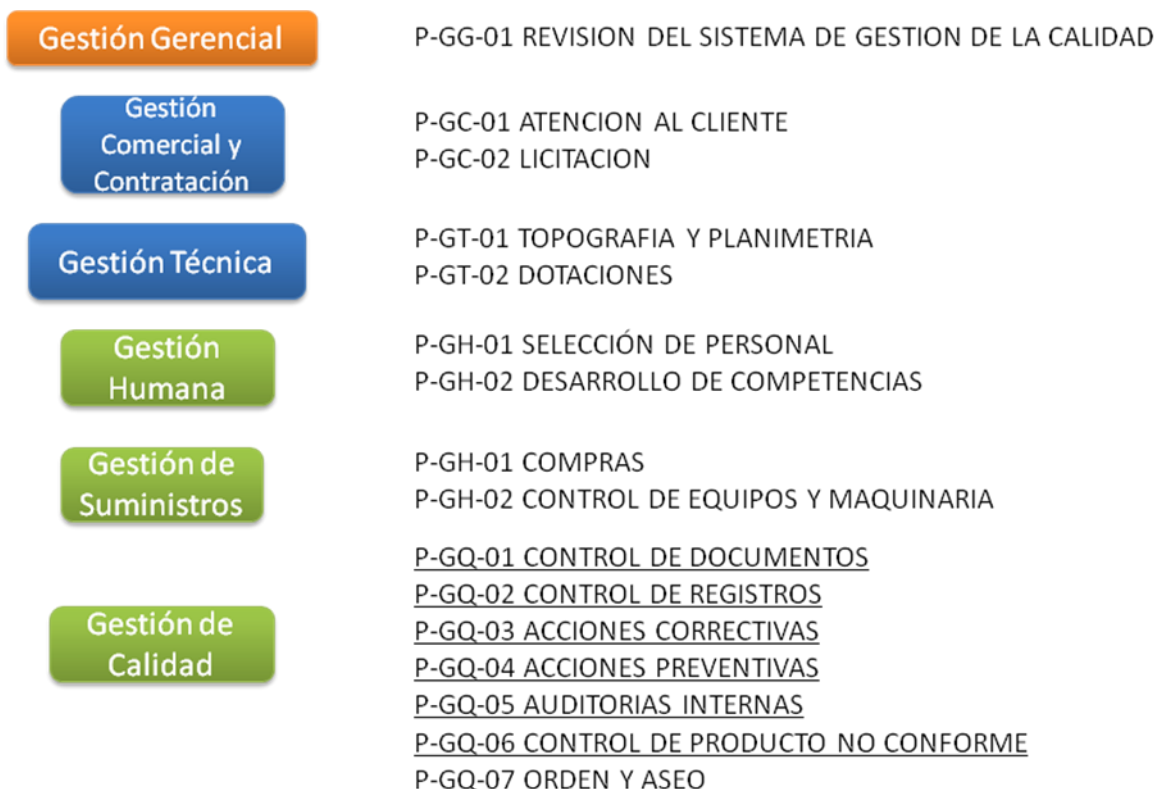 Gestión Gerencial
P-GG-01 REVISION DEL SISTEMA DE GESTION DE LA CALIDAD
Gestión
Comercial y
Contratación
P-GC-01 ATENCION AL CLIENTE
P-GC-02 LICITACION
Gestión Técnica
P-GT-01 TOPOGRAFIA Y PLANIMETRIA
P-GT-02 DOTACIONES
Gestión
Humana
P-GH-01 SELECCIÓN DE PERSONAL
P-GH-02 DESARROLLO DE COMPETENCIAS
Gestión de
Suministros
P-GH-01 COMPRAS
P-GH-02 CONTROL DE EQUIPOS Y MAQUINARIA
Gestión de
Calidad
P-GQ-01 CONTROL DE DOCUMENTOS
P-GQ-02 CONTROL DE REGISTROS
P-GQ-03 ACCIONES CORRECTIVAS
P-GQ-04 ACCIONES PREVENTIVAS
P-GQ-05 AUDITORIAS INTERNAS
P-GQ-06 CONTROL DE PRODUCTO NO CONFORME
P-GQ-07 ORDEN Y ASEO